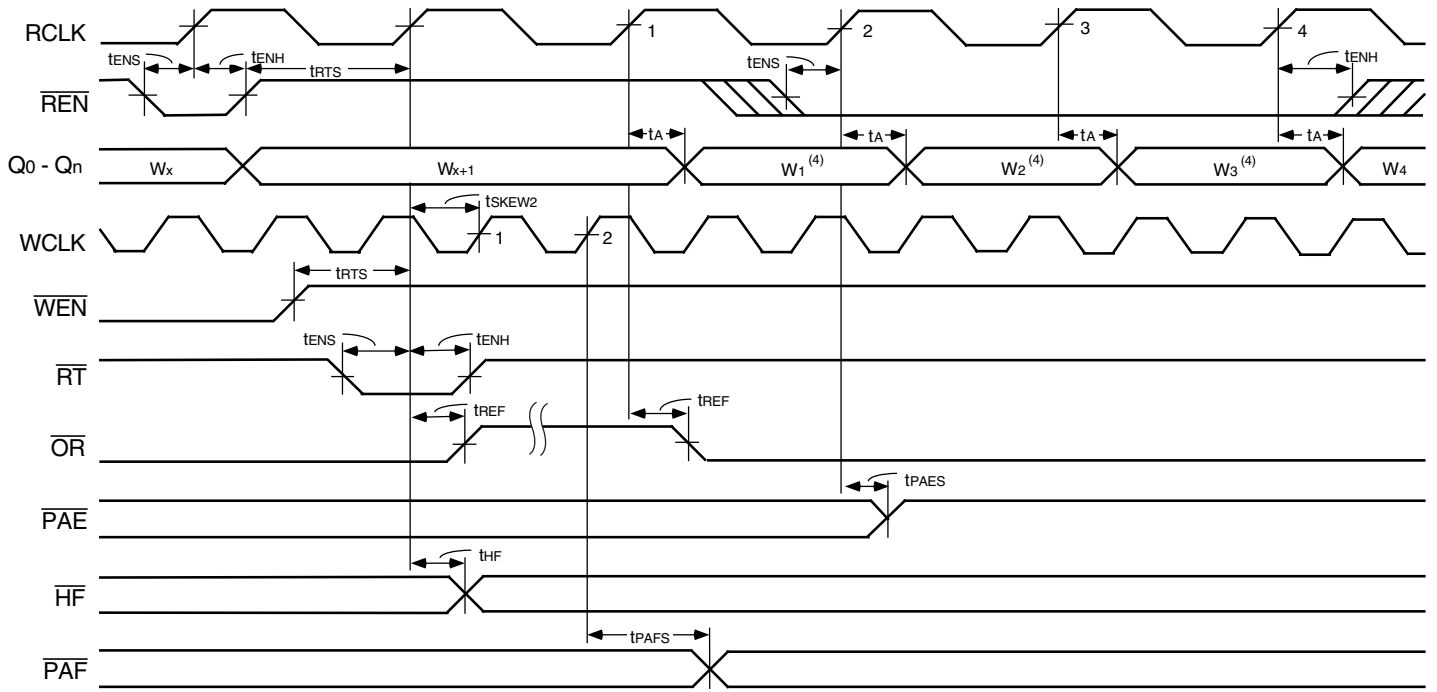 RCLK 1 2 3 4
tENS tENH tRTS tENS tENH
REN
tA tA tA tA
Q0 - Qn Wx Wx+1 W1(4) W2(4) W3(4) W4
tSKEW2
WCLK 1 2
tRTS
WEN
tENS tENH
RT
tREF tREF
OR
tPAES
PAE
tHF
HF
tPAFS
PAF